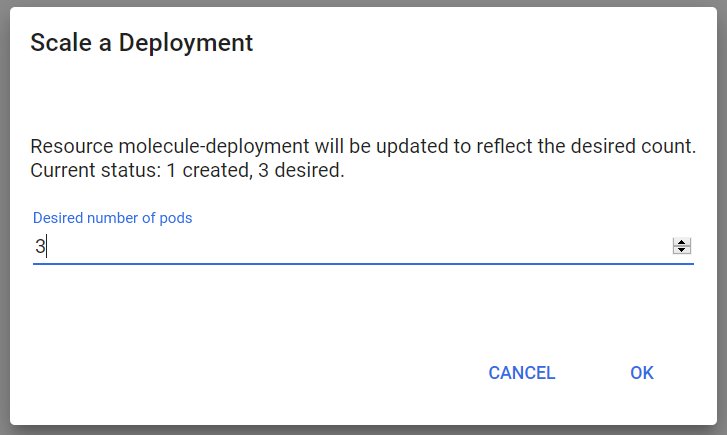 Scale a Deployment
Resource molecule-deployment will be updated to reflect the desired count.
Current status: 1 created, 3 desired.
Desired number of pods
3
CANCEL OK